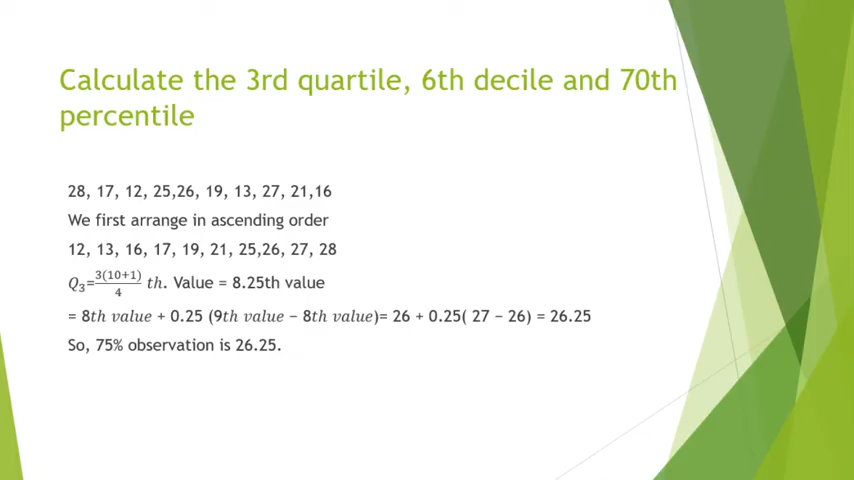 Calculate the 3rd quartile, 6th decile and 70th
percentile
28, 17, 12, 25,26, 19, 13, 27, 21,16
We first arrange in ascending order
12, 13, 16, 17, 19, 21, 25,26, 27, 28
𝑄₃=3(10+1)/4 𝑡ℎ. Value = 8.25th value
= 8𝑡ℎ 𝑣𝑎𝑙𝑢𝑒 + 0.25 (9𝑡ℎ 𝑣𝑎𝑙𝑢𝑒 − 8𝑡ℎ 𝑣𝑎𝑙𝑢𝑒)= 26 + 0.25( 27 − 26) = 26.25
So, 75% observation is 26.25.